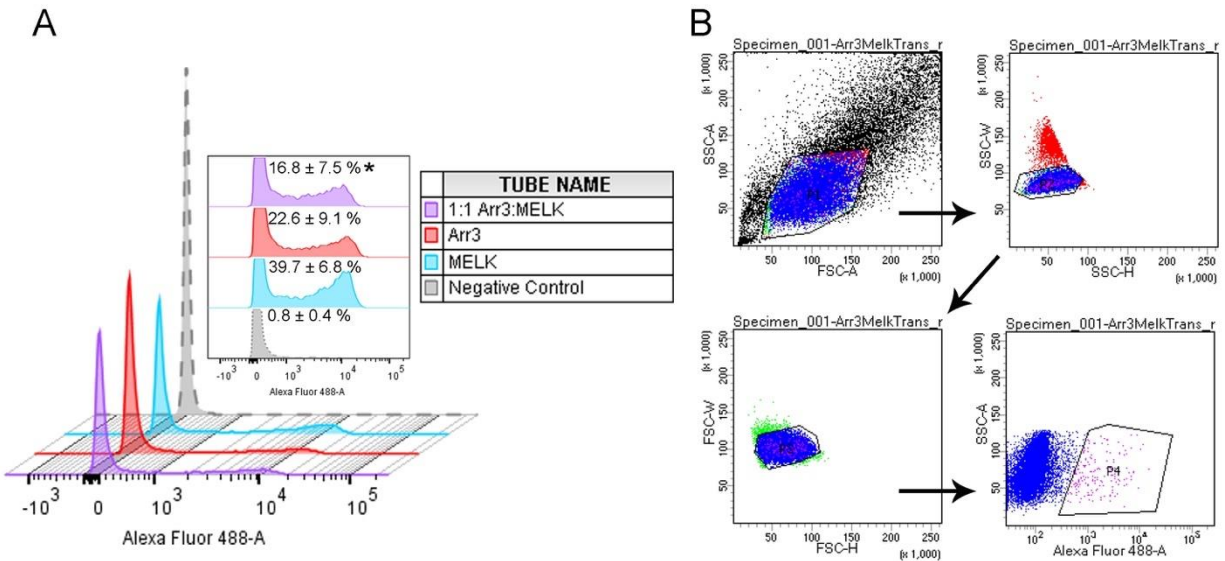 A
16.8 ± 7.5 % *
22.6 ± 9.1 %
39.7 ± 6.8 %
0.8 ± 0.4 %
-10³ 0 10³ 10⁴ 10⁵
Alexa Fluor 488-A
TUBE NAME
1:1 Arr3:MELK
Arr3
MELK
Negative Control
-10³ 0 10³ 10⁴ 10⁵
Alexa Fluor 488-A
B
Specimen_001-Arr3MelkTrans_r
(x 1,000)
SSC-A
250
200
150
100
50
50 100 150 200 250
FSC-A
(x 1,000)
Specimen_001-Arr3MelkTrans_r
(x 1,000)
SSC-W
250
200
150
100
50
50 100 150 200 250
SSC-H
(x 1,000)
Specimen_001-Arr3MelkTrans_r
(x 1,000)
FSC-W
250
200
150
100
50
50 100 150 200 250
FSC-H
(x 1,000)
Specimen_001-Arr3MelkTrans_r
(x 1,000)
SSC-A
250
200
150
100
50
P4
10² 10³ 10⁴ 10⁵
Alexa Fluor 488-A